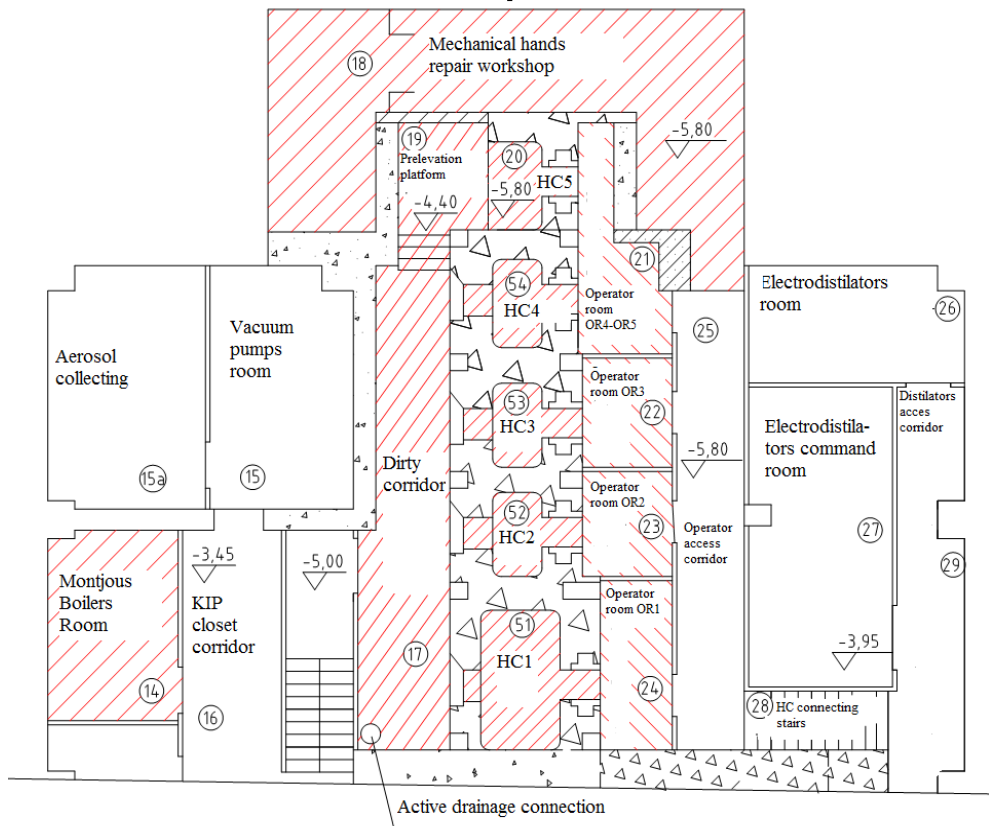 Mechanical hands
repair workshop
18
-5,80
19
Prelevation
platform
-4,40
20
-5,80
HC5
21
Operator
room
OR4-OR5
54
HC4
25
Electrodistilators
room
26
Aerosol
collecting
15a
Vacuum
pumps
room
15
53
HC3
Operator
room OR3
22
-5,80
Electrodistila-
tors command
room
27
Distilators
acces
corridor
Dirty
corridor
52
HC2
Operator
room OR2
23
Operator
access
corridor
29
-3,45
-5,00
Montjous
Boilers
Room
14
KIP
closet
corridor
16
17
51
HC1
Operator
room OR1
24
-3,95
28
HC connecting
stairs
Active drainage connection